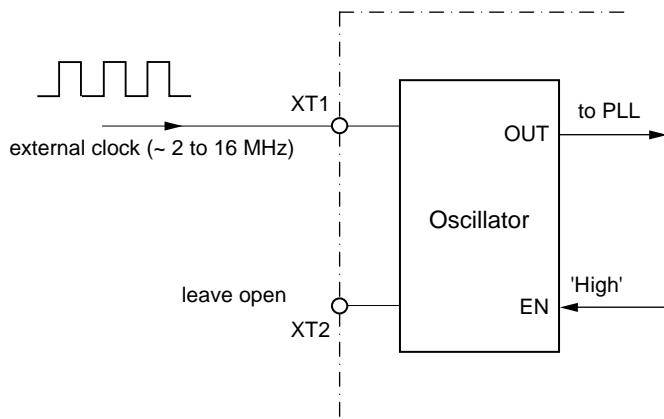 XT1
to PLL
OUT
external clock (~ 2 to 16 MHz)
Oscillator
'High'
leave open
EN
XT2